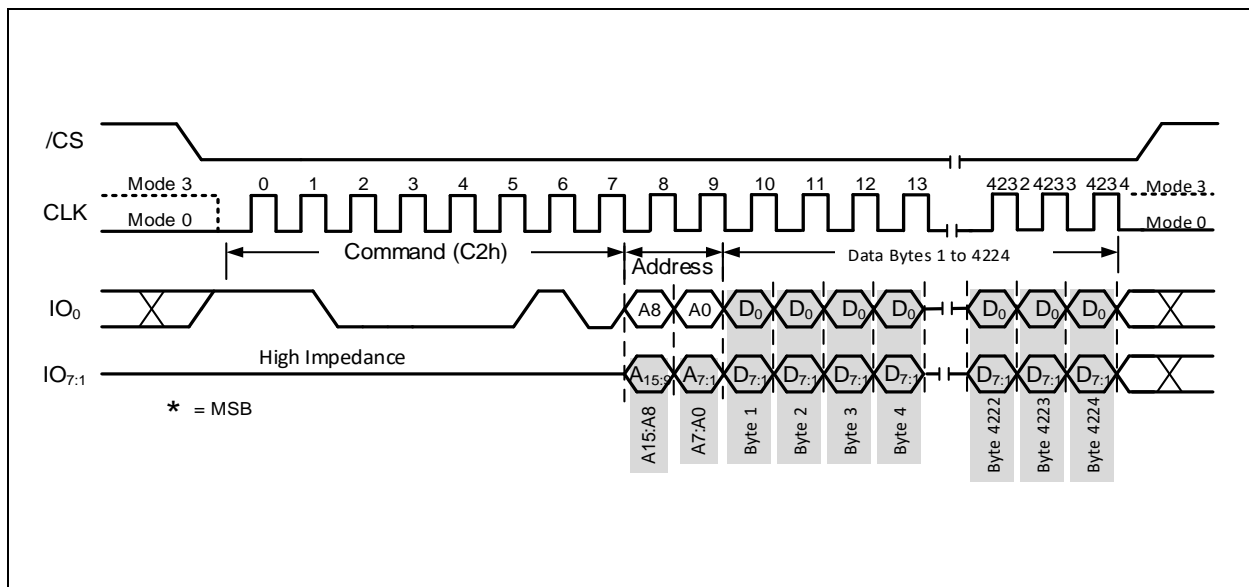 /CS
Mode 3 0 1 2 3 4 5 6 7 8 9 10 11 12 13 4232 4233 4234 Mode 3
CLK
Mode 0 Mode 0
Command (C2h) Address Data Bytes 1 to 4224
IO0 A8 A0 D0 D0 D0 D0 D0 D0 D0
High Impedance
IO7:1 A15:9 A7:1 D7:1 D7:1 D7:1 D7:1 D7:1 D7:1 D7:1
* = MSB
A15:A8
A7:A0
Byte 1
Byte 2
Byte 3
Byte 4
Byte 4222
Byte 4223
Byte 4224